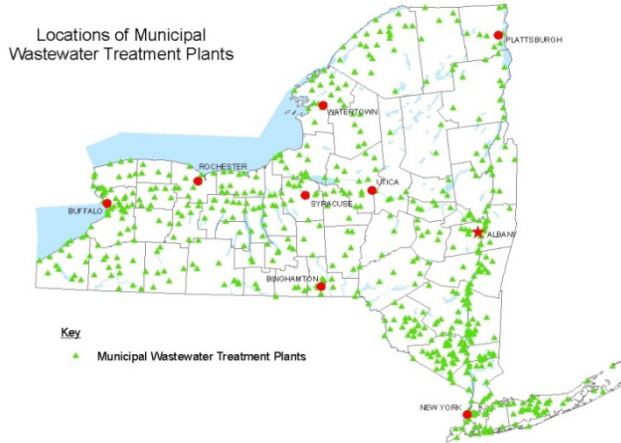 Locations of Municipal
Wastewater Treatment Plants
PLATTSBURGH
WATERTOWN
ROCHESTER
UTICA
SYRACUSE
BUFFALO
ALBANY
BINGHAMTON
Key
Municipal Wastewater Treatment Plants
NEW YORK